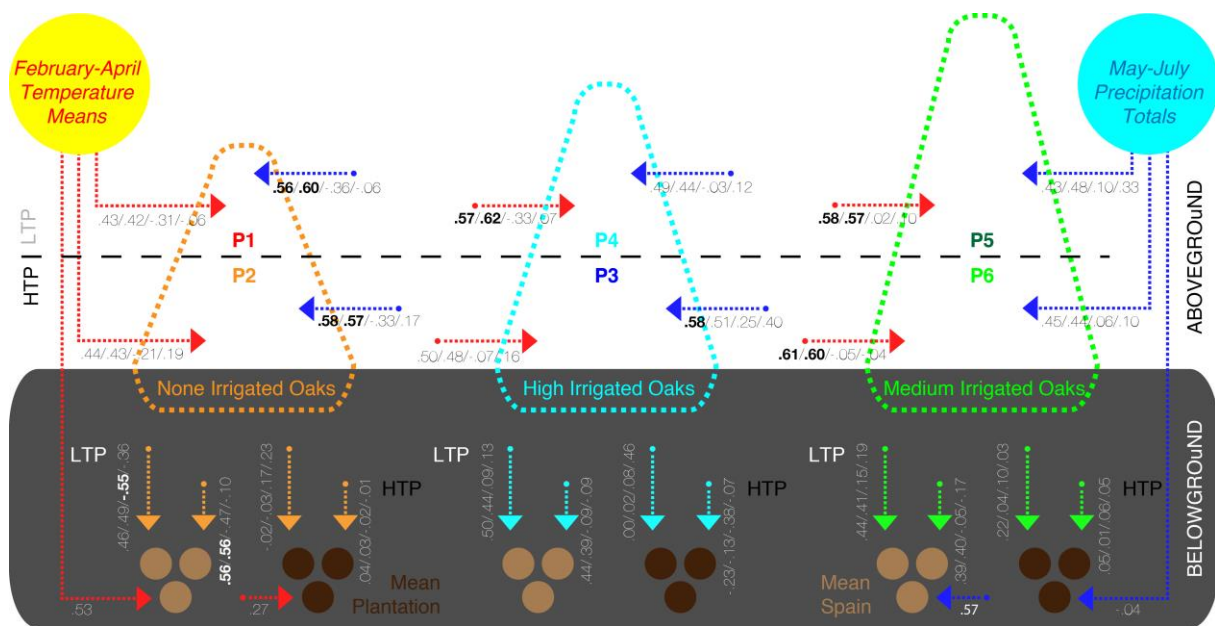 February-April
Temperature
Means
May-July
Precipitation
Totals
.56/.60/-.36/-.06
.49/.44/-.03/.12
.43/.48/.10/.33
.43/.42/-.31/-.06
.57/.62/-.33/.07
.58/.57/.02/.10
LTP
P1
P4
P5
HTP
P2
P3
P6
ABOVEGROuND
.58/.57/-.33/.17
.58/.51/.25/.40
.45/.44/.06/.10
.44/.43/-.21/.19
.50/.48/-.07/.16
.61/.60/-.05/-.04
None Irrigated Oaks
High Irrigated Oaks
Medium Irrigated Oaks
LTP
.46/.49/-.55/-.36
.56/.56/-.47/-.10
-.02/-.03/.17/.23
.04/.03/-.02/-.01
HTP
LTP
.50/.44/.09/.13
.44/.39/-.09/-.09
.00/.02/.08/.46
-.23/-.13/-.38/-.07
HTP
LTP
.44/.41/.15/.19
.39/.40/-.05/-.17
.22/.04/.10/.03
.05/.01/.06/.05
HTP
BELOWGROuND
Mean
Plantation
Mean
Spain
.53
.27
.57
-.04